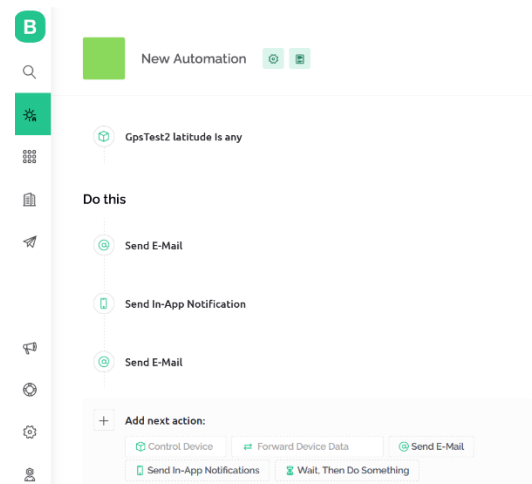 B
New Automation
GpsTest2 latitude Is any
Do this
Send E-Mail
Send In-App Notification
Send E-Mail
Add next action:
Control Device Forward Device Data Send E-Mail
Send In-App Notifications Wait, Then Do Something